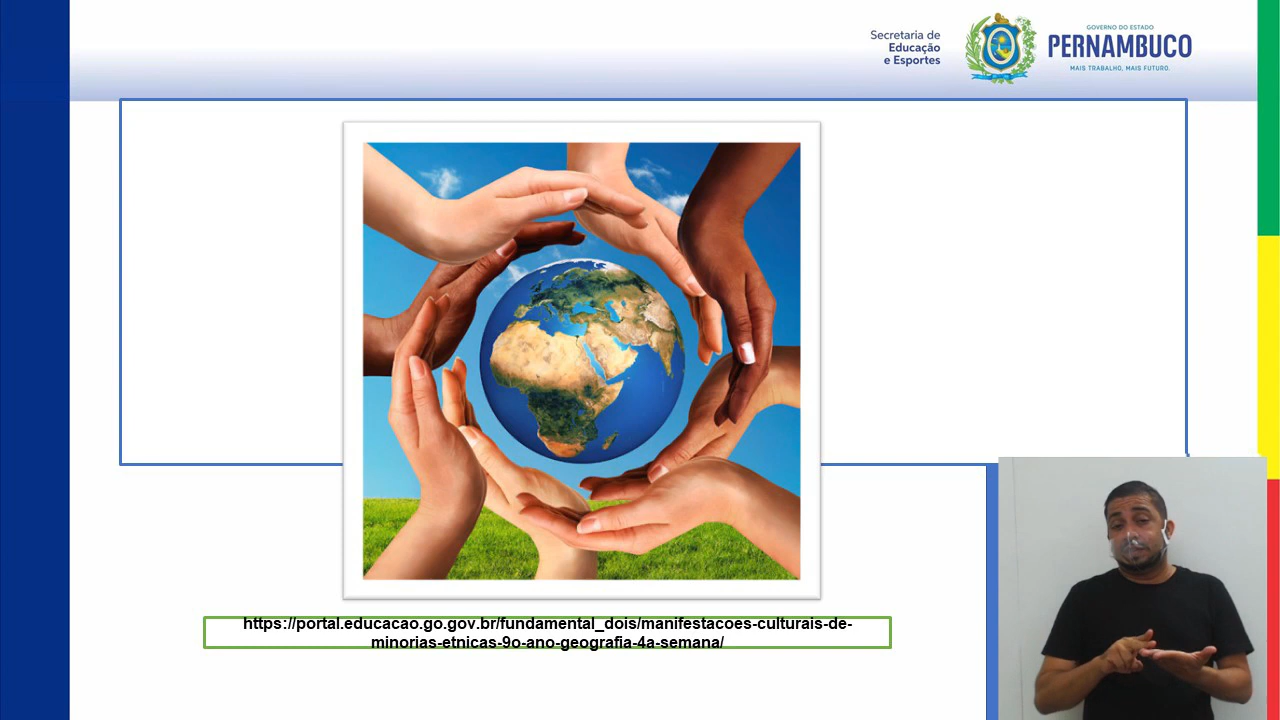 Secretaria de
Educação
e Esportes
GOVERNO DO ESTADO
PERNAMBUCO
MAIS TRABALHO, MAIS FUTURO.
https://portal.educacao.go.gov.br/fundamental_dois/manifestacoes-culturais-de-
minorias-etnicas-9o-ano-geografia-4a-semana/